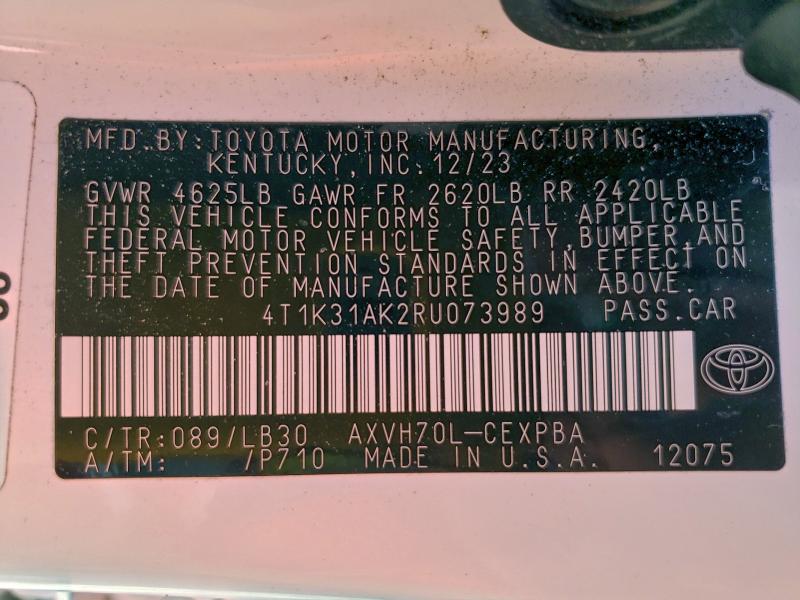 MFD. BY: TOYOTA MOTOR MANUFACTURING,
KENTUCKY, INC. 12/23
GVWR 4625LB GAWR FR 2620LB RR 2420LB
THIS VEHICLE CONFORMS TO ALL APPLICABLE
FEDERAL MOTOR VEHICLE SAFETY, BUMPER, AND
THEFT PREVENTION STANDARDS IN EFFECT ON
THE DATE OF MANUFACTURE SHOWN ABOVE.
4T1K31AK2RU073989 PASS. CAR
C/TR: 089/LB30 AXVH70L-CEXPBA
A/TM: /P710 MADE IN U.S.A. 12075